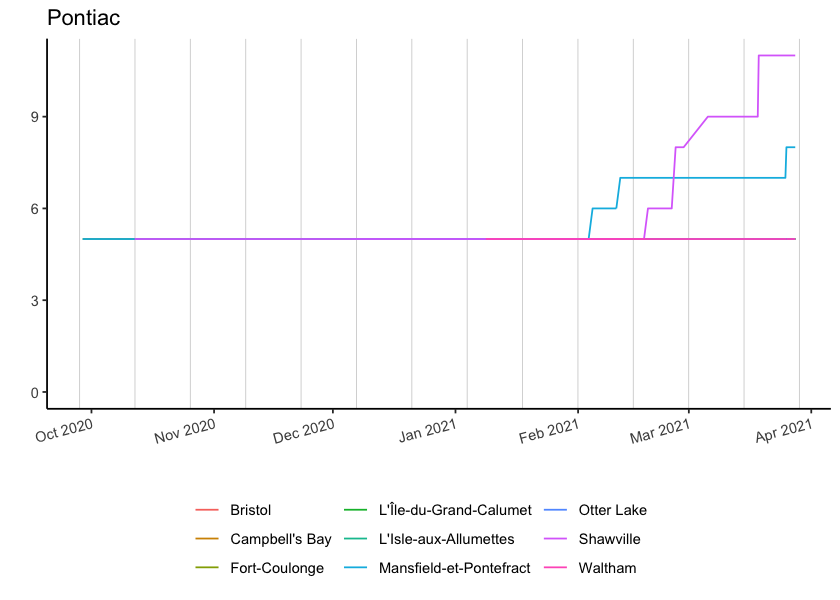 Pontiac
9
6
3
0
Oct 2020 Nov 2020 Dec 2020 Jan 2021 Feb 2021 Mar 2021 Apr 2021
Bristol L'Île-du-Grand-Calumet Otter Lake
Campbell's Bay L'Isle-aux-Allumettes Shawville
Fort-Coulonge Mansfield-et-Pontefract Waltham